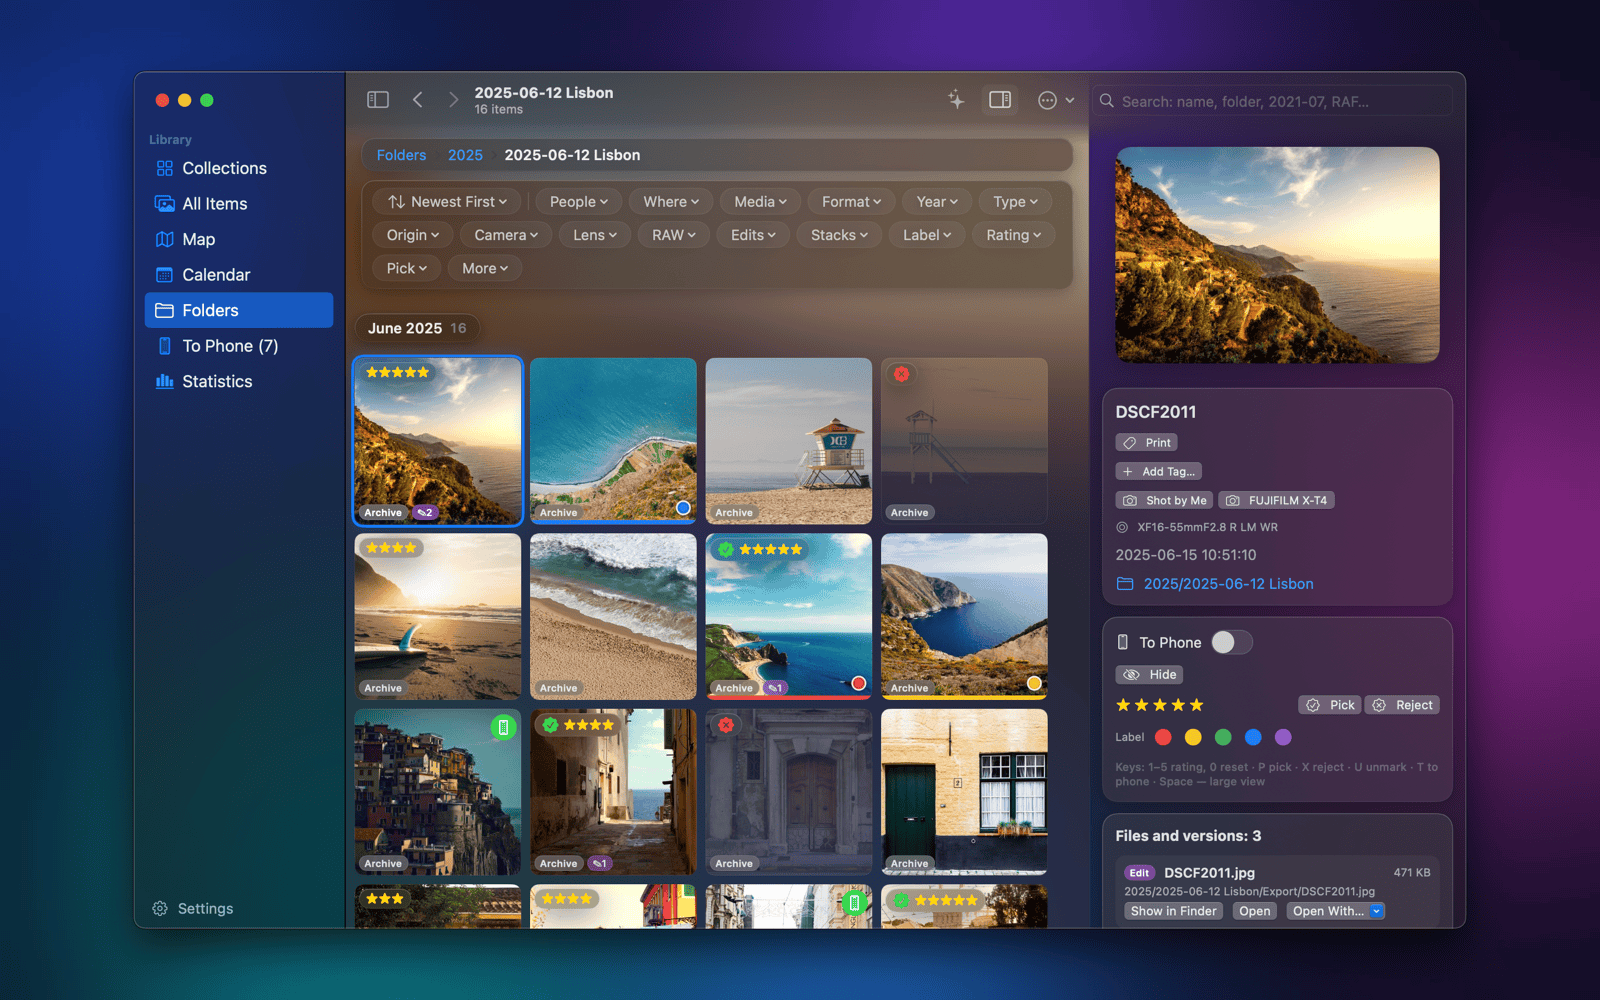 Library
Collections
All Items
Map
Calendar
Folders
To Phone (7)
Statistics
Settings
2025-06-12 Lisbon
16 items
Folders 2025 2025-06-12 Lisbon
Newest First People Where Media Format Year Type
Origin Camera Lens RAW Edits Stacks Label Rating
Pick More
June 2025 16
Archive 2
Archive
Archive
Archive
Archive
Archive
Archive 1
Archive
Archive
Archive 1
Archive
Archive
Search: name, folder, 2021-07, RAF...
DSCF2011
Print
+ Add Tag...
Shot by Me FUJIFILM X-T4
XF16-55mmF2.8 R LM WR
2025-06-15 10:51:10
2025/2025-06-12 Lisbon
To Phone
Hide
Pick Reject
Label
Keys: 1–5 rating, 0 reset · P pick · X reject · U unmark · T to
phone · Space — large view
Files and versions: 3
Edit DSCF2011.jpg 471 KB
2025/2025-06-12 Lisbon/Export/DSCF2011.jpg
Show in Finder Open Open With...